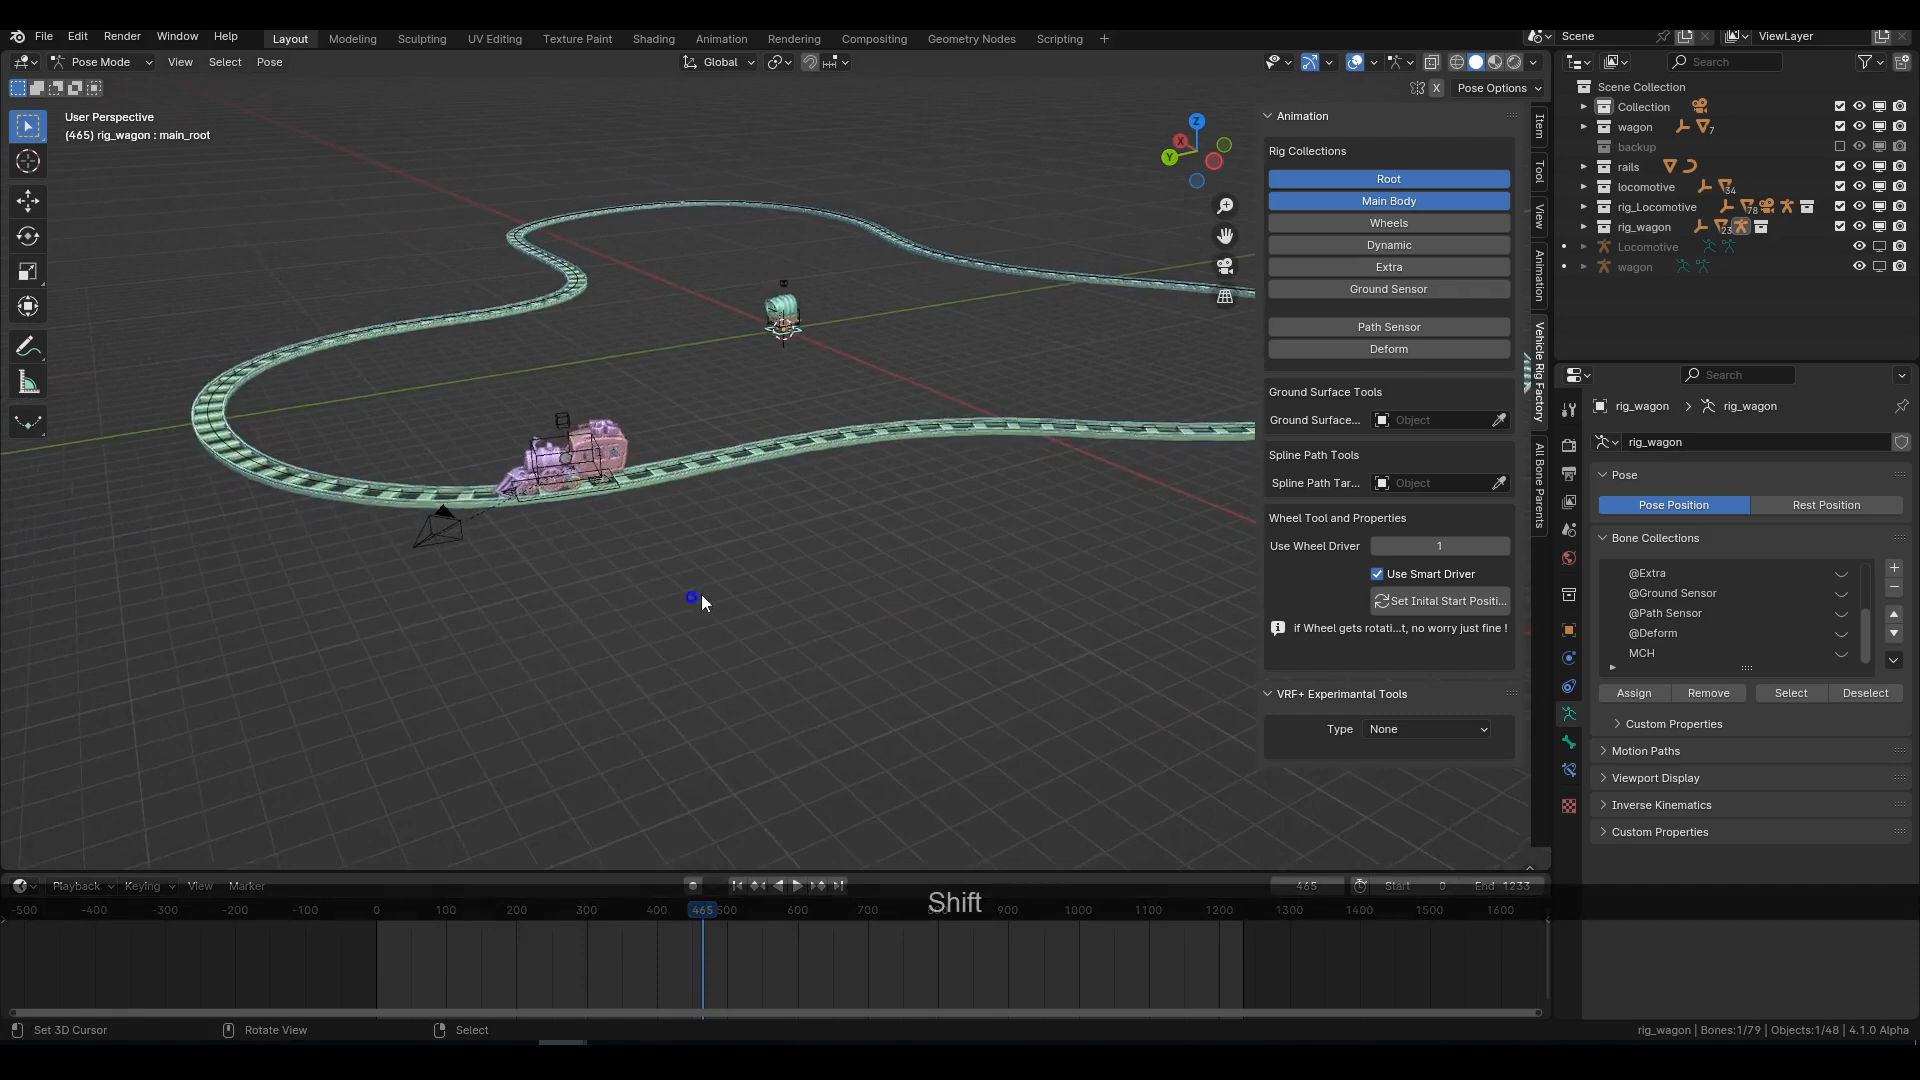 File Edit Render Window Help Layout Modeling Sculpting UV Editing Texture Paint Shading Animation Rendering Compositing Geometry Nodes Scripting + Scene ViewLayer
Pose Mode View Select Pose Global Search
X Pose Options
User Perspective
(465) rig_wagon : main_root
Z
X
Y
Animation
Rig Collections
Root
Main Body
Wheels
Dynamic
Extra
Ground Sensor
Path Sensor
Deform
Ground Surface Tools
Ground Surface... Object
Spline Path Tools
Spline Path Tar... Object
Wheel Tool and Properties
Use Wheel Driver 1
Use Smart Driver
Set Inital Start Positi...
if Wheel gets rotati...t, no worry just fine !
VRF+ Experimantal Tools
Type None
Item
Tool
View
Animation
Vehicle Rig Factory
All Bone Parents
Scene Collection
Collection
wagon 7
backup
rails
locomotive 34
rig_Locomotive 78
rig_wagon 23
Locomotive
wagon
Search
rig_wagon rig_wagon
rig_wagon
Pose
Pose Position Rest Position
Bone Collections
@Extra
@Ground Sensor
@Path Sensor
@Deform
MCH
Assign Remove Select Deselect
Custom Properties
Motion Paths
Viewport Display
Inverse Kinematics
Custom Properties
Playback Keying View Marker 465 Start 0 End 1233
Shift
-500 -400 -300 -200 -100 0 100 200 300 400 465 500 600 700 900 1000 1100 1200 1300 1400 1500 1600
Set 3D Cursor Rotate View Select rig_wagon | Bones:1/79 | Objects:1/48 | 4.1.0 Alpha